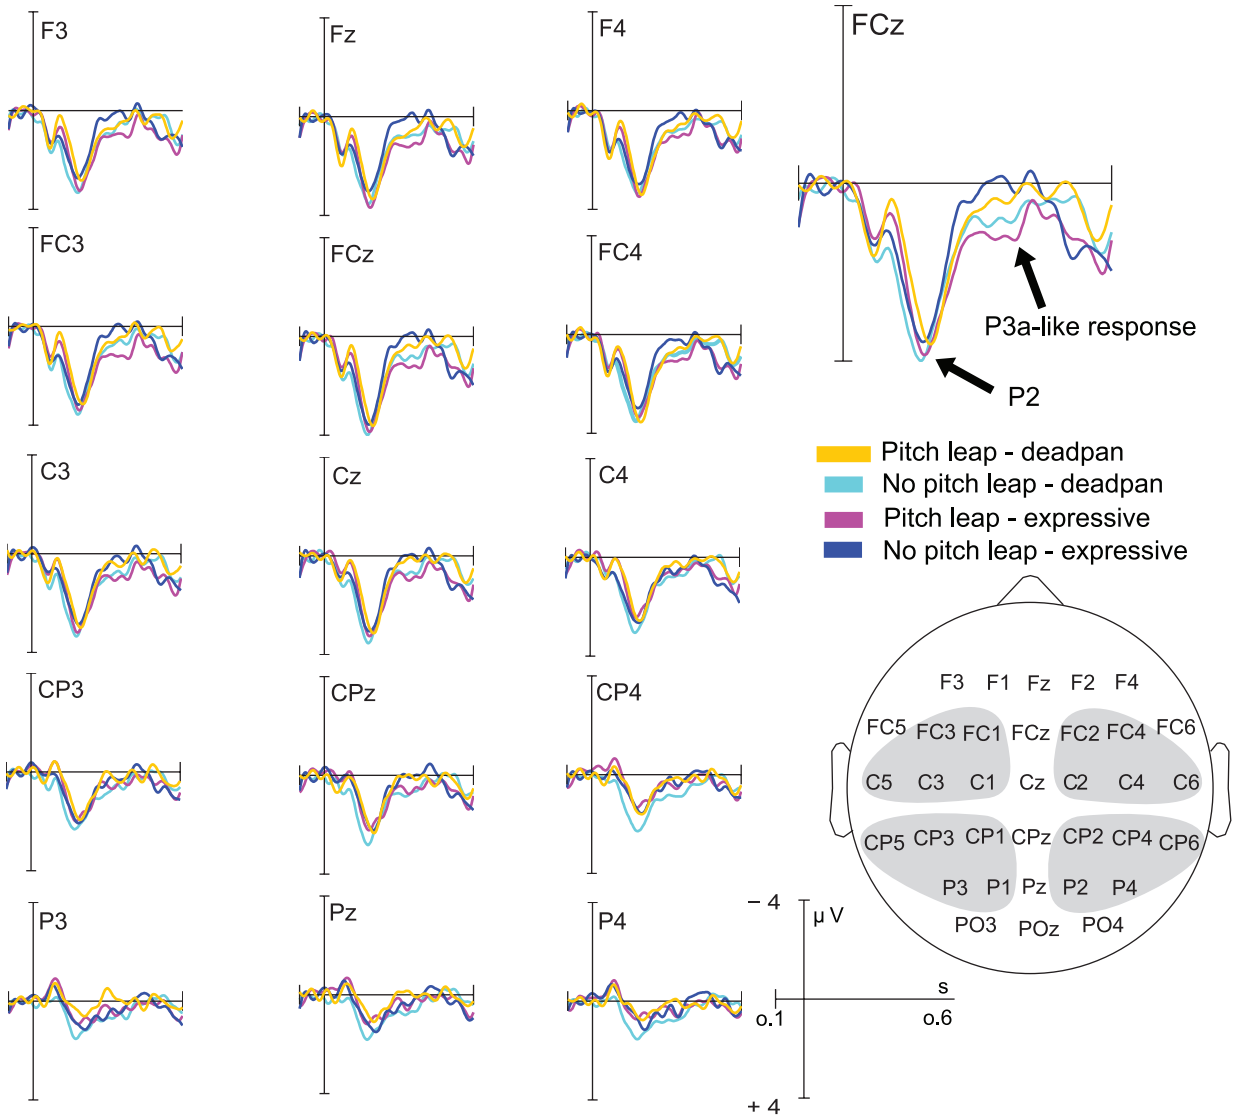 F3
Fz
F4
FCz
FC3
FCz
FC4
P3a-like response
P2
C3
Cz
C4
Pitch leap - deadpan
No pitch leap - deadpan
Pitch leap - expressive
No pitch leap - expressive
CP3
CPz
CP4
F3 F1 Fz F2 F4
FC5 FC3 FC1 FCz FC2 FC4 FC6
C5 C3 C1 Cz C2 C4 C6
CP5 CP3 CP1 CPz CP2 CP4 CP6
P3 P1 Pz P2 P4
PO3 POz PO4
P3
Pz
P4
− 4
µ V
s
o.1
o.6
+ 4